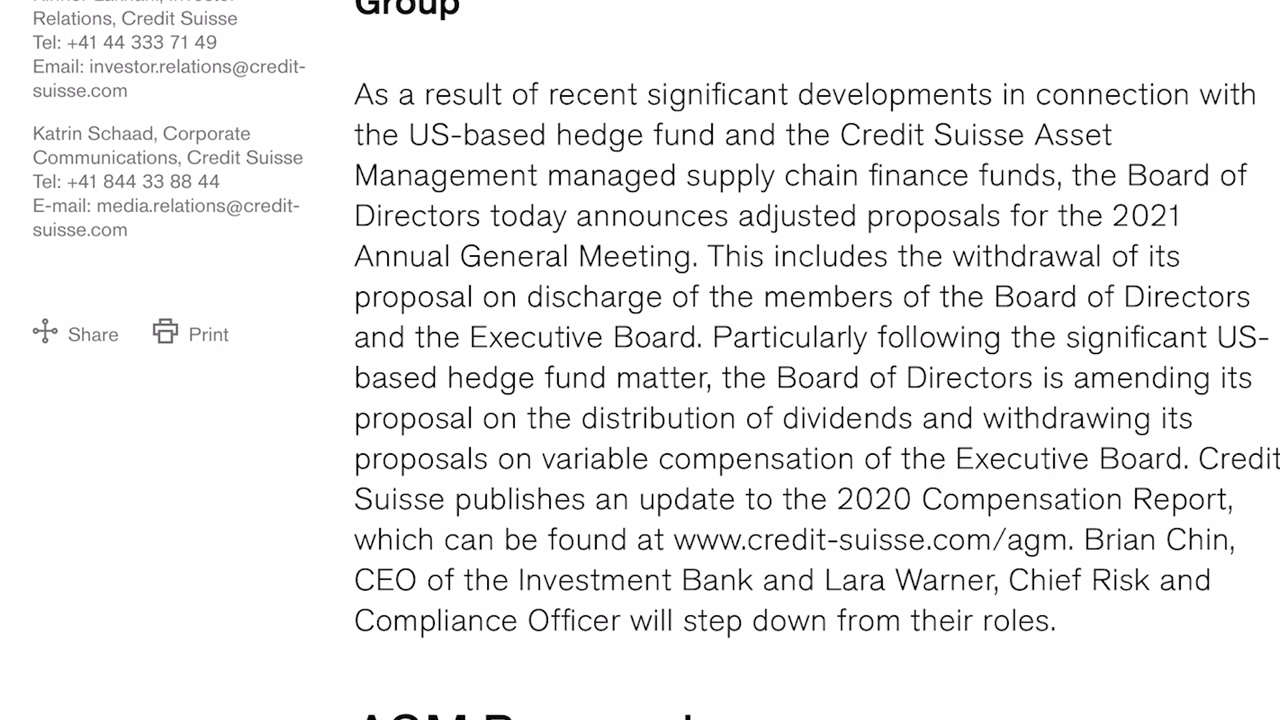 Relations, Credit Suisse
Tel: +41 44 333 71 49
Email: investor.relations@credit-
suisse.com
Katrin Schaad, Corporate
Communications, Credit Suisse
Tel: +41 844 33 88 44
E-mail: media.relations@credit-
suisse.com
Share
Print
Group
As a result of recent significant developments in connection with
the US-based hedge fund and the Credit Suisse Asset
Management managed supply chain finance funds, the Board of
Directors today announces adjusted proposals for the 2021
Annual General Meeting. This includes the withdrawal of its
proposal on discharge of the members of the Board of Directors
and the Executive Board. Particularly following the significant US-
based hedge fund matter, the Board of Directors is amending its
proposal on the distribution of dividends and withdrawing its
proposals on variable compensation of the Executive Board. Credit
Suisse publishes an update to the 2020 Compensation Report,
which can be found at www.credit-suisse.com/agm. Brian Chin,
CEO of the Investment Bank and Lara Warner, Chief Risk and
Compliance Officer will step down from their roles.